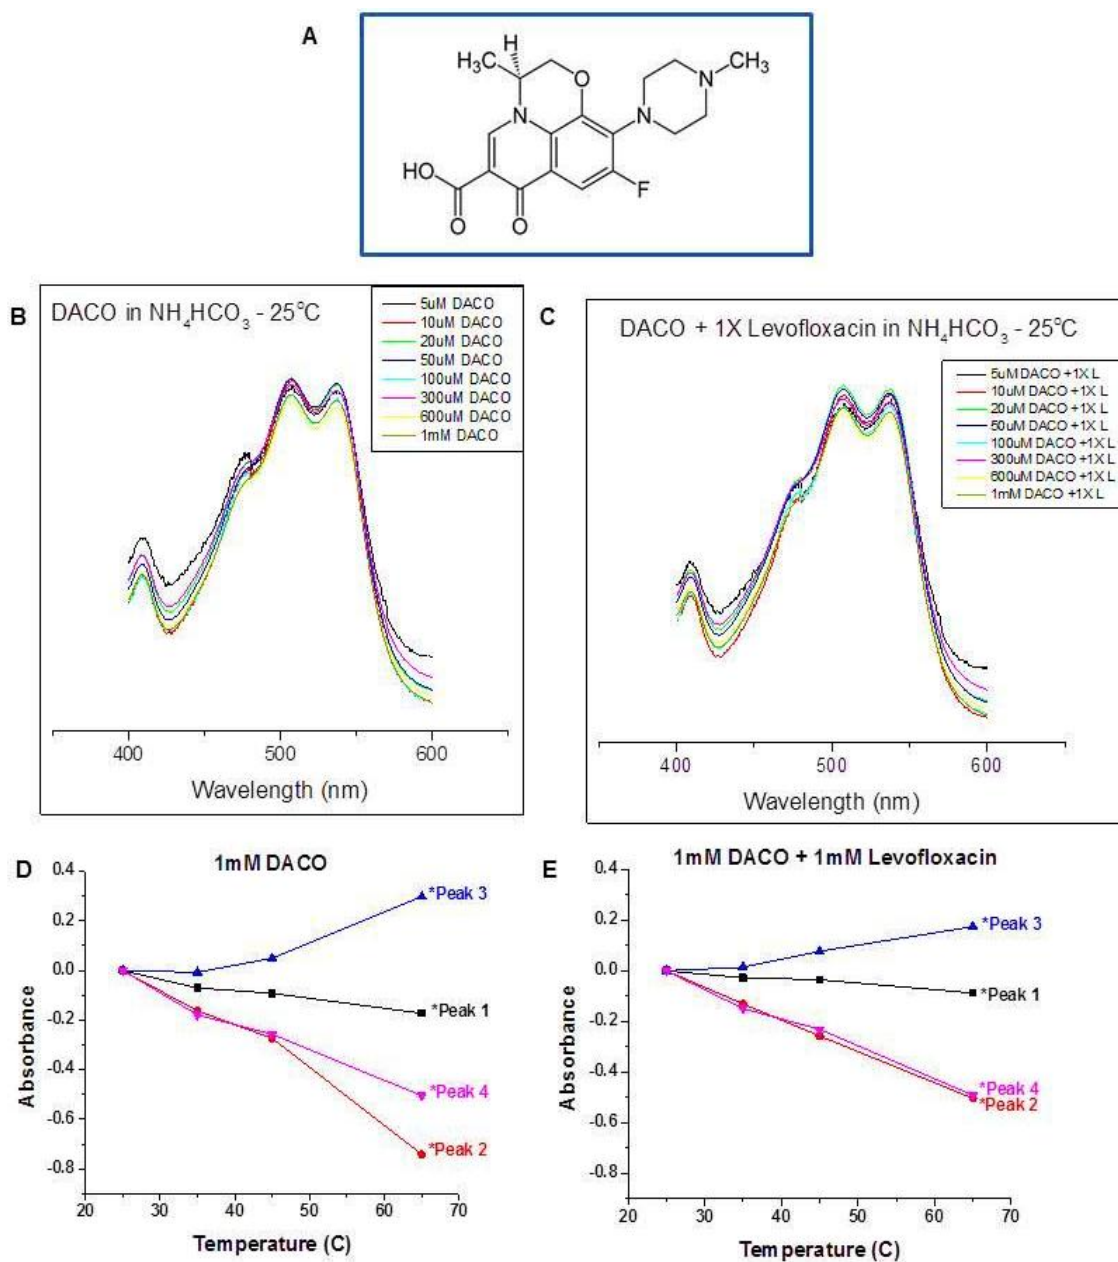 A
H
H₃C
O
N
CH₃
N
N
HO
F
O
O
B
DACO in NH₄HCO₃ - 25°C
5uM DACO
10uM DACO
20uM DACO
50uM DACO
100uM DACO
300uM DACO
600uM DACO
1mM DACO
400
500
600
Wavelength (nm)
C
DACO + 1X Levofloxacin in NH₄HCO₃ - 25°C
5uM DACO +1X L
10uM DACO +1X L
20uM DACO +1X L
50uM DACO +1X L
100uM DACO +1X L
300uM DACO +1X L
600uM DACO +1X L
1mM DACO +1X L
400
500
600
Wavelength (nm)
D
1mM DACO
0.4
0.2
0.0
-0.2
-0.4
-0.6
-0.8
*Peak 3
*Peak 1
*Peak 4
*Peak 2
20
30
40
50
60
70
Absorbance
Temperature (C)
E
1mM DACO + 1mM Levofloxacin
0.4
0.2
0.0
-0.2
-0.4
-0.6
-0.8
*Peak 3
*Peak 1
*Peak 4
*Peak 2
20
30
40
50
60
70
Absorbance
Temperature (C)